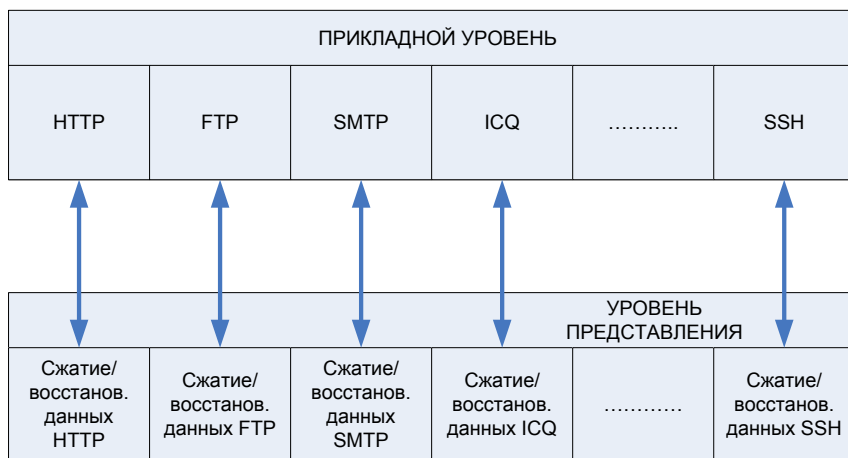 ПРИКЛАДНОЙ УРОВЕНЬ
HTTP
FTP
SMTP
ICQ
………..
SSH
УРОВЕНЬ
ПРЕДСТАВЛЕНИЯ
Сжатие/
восстанов.
данных
HTTP
Сжатие/
восстанов.
данных FTP
Сжатие/
восстанов.
данных
SMTP
Сжатие/
восстанов.
данных ICQ
…………
Сжатие/
восстанов.
данных SSH